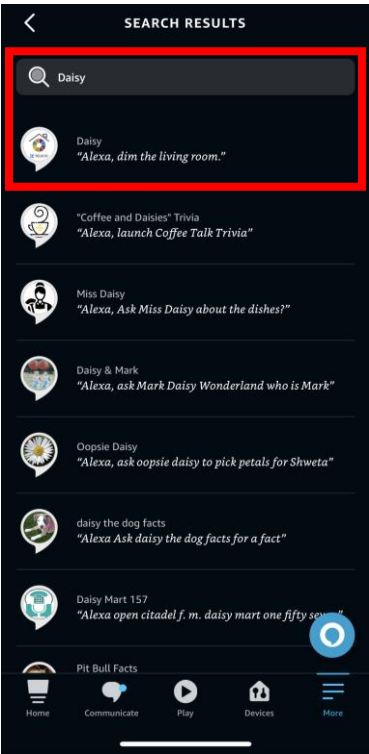 SEARCH RESULTS
Daisy
Daisy
“Alexa, dim the living room.”
"Coffee and Daisies" Trivia
“Alexa, launch Coffee Talk Trivia”
Miss Daisy
“Alexa, Ask Miss Daisy about the dishes?”
Daisy & Mark
“Alexa, ask Mark Daisy Wonderland who is Mark”
Oopsie Daisy
“Alexa, ask oopsie daisy to pick petals for Shweta”
daisy the dog facts
“Alexa Ask daisy the dog facts for a fact”
Daisy Mart 157
“Alexa open citadel f. m. daisy mart one fifty seven”
Pit Bull Facts
Home
Communicate
Play
Devices
More